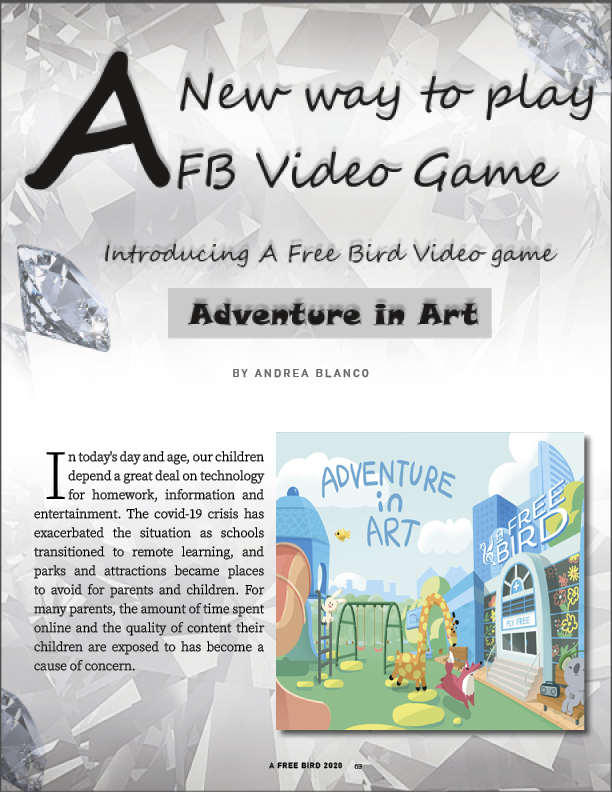 A New way to play
FB Video Game
Introducing A Free Bird Video game
Adventure in Art
BY ANDREA BLANCO
In today's day and age, our children
depend a great deal on technology
for homework, information and
entertainment. The covid-19 crisis has
exacerbated the situation as schools
transitioned to remote learning, and
parks and attractions became places
to avoid for parents and children. For
many parents, the amount of time spent
online and the quality of content their
children are exposed to has become a
cause of concern.
ADVENTURE
in
ART
FREE
BIRD
FLY FREE
A FREE BIRD 2020 63